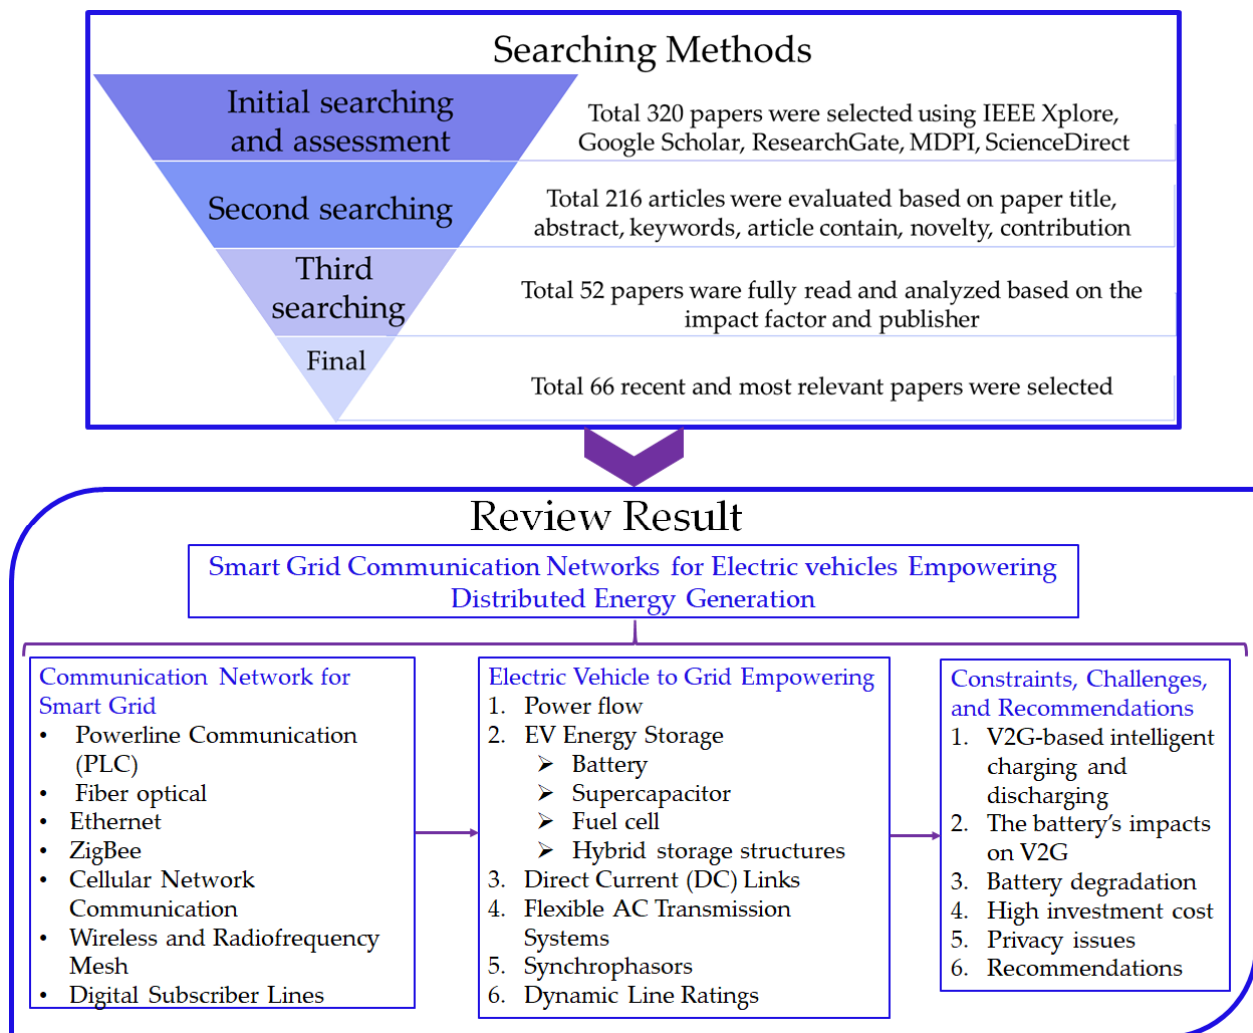 Searching Methods
Initial searching
and assessment
Total 320 papers were selected using IEEE Xplore,
Google Scholar, ResearchGate, MDPI, ScienceDirect
Second searching
Total 216 articles were evaluated based on paper title,
abstract, keywords, article contain, novelty, contribution
Third
searching
Total 52 papers ware fully read and analyzed based on the
impact factor and publisher
Final
Total 66 recent and most relevant papers were selected
Review Result
Smart Grid Communication Networks for Electric vehicles Empowering
Distributed Energy Generation
Communication Network for
Smart Grid
• Powerline Communication
(PLC)
• Fiber optical
• Ethernet
• ZigBee
• Cellular Network
Communication
• Wireless and Radiofrequency
Mesh
• Digital Subscriber Lines
Electric Vehicle to Grid Empowering
1. Power flow
2. EV Energy Storage
➢ Battery
➢ Supercapacitor
➢ Fuel cell
➢ Hybrid storage structures
3. Direct Current (DC) Links
4. Flexible AC Transmission
Systems
5. Synchrophasors
6. Dynamic Line Ratings
Constraints, Challenges,
and Recommendations
1. V2G-based intelligent
charging and
discharging
2. The battery's impacts
on V2G
3. Battery degradation
4. High investment cost
5. Privacy issues
6. Recommendations